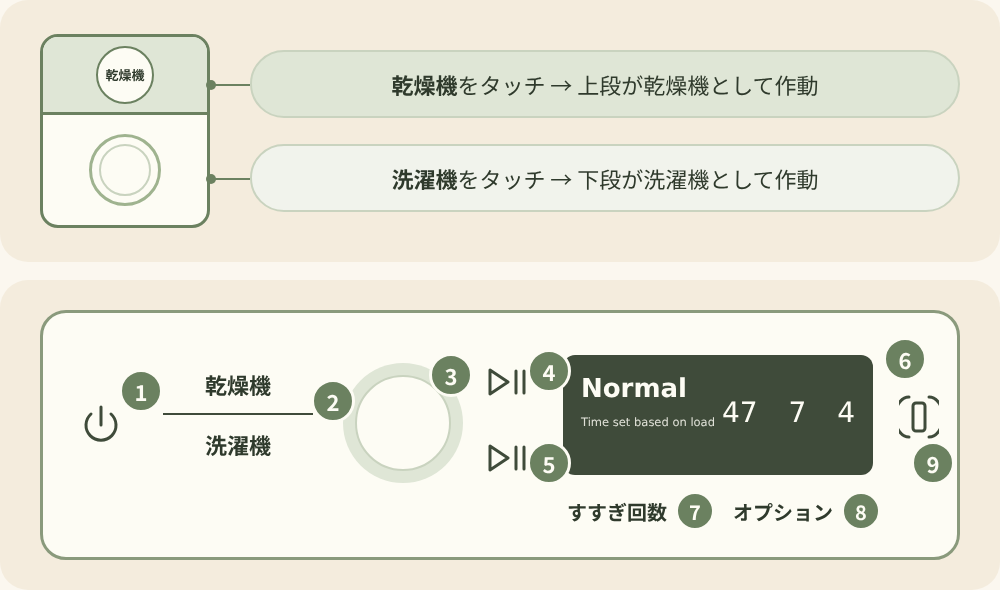 乾燥機
乾燥機をタッチ → 上段が乾燥機として作動
洗濯機をタッチ → 下段が洗濯機として作動
1
乾燥機
洗濯機
2
3
4
5
Normal
Time set based on load
47 7 4
6
9
すすぎ回数 7
オプション 8